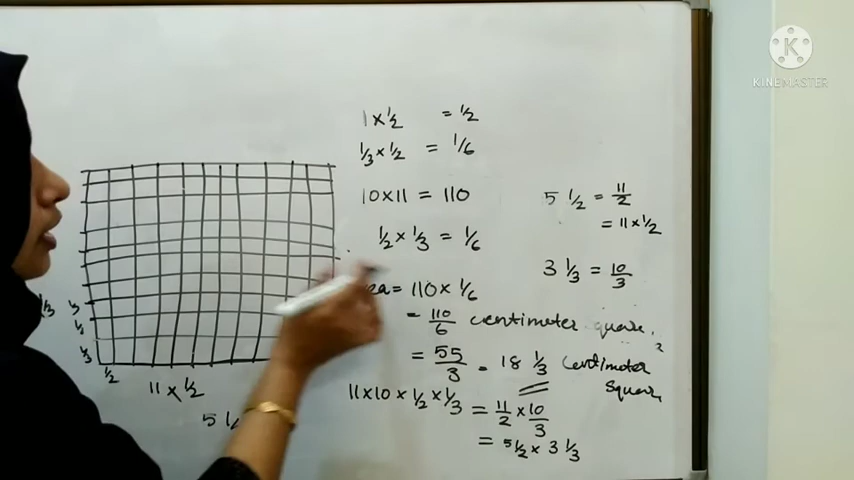 K
KINEMASTER
1 × 1/2 = 1/2
1/3 × 1/2 = 1/6
10 × 11 = 110
1/2 × 1/3 = 1/6
ea = 110 × 1/6
= 110/6 centimeter square
= 55/3 = 18 1/3 centimeter
square
11 × 10 × 1/2 × 1/3 = 11/2 × 10/3
= 5 1/2 × 3 1/3
5 1/2 = 11/2
= 11 × 1/2
3 1/3 = 10/3
1/3
1/3
1/3
1/2
11 × 1/2
5 1/